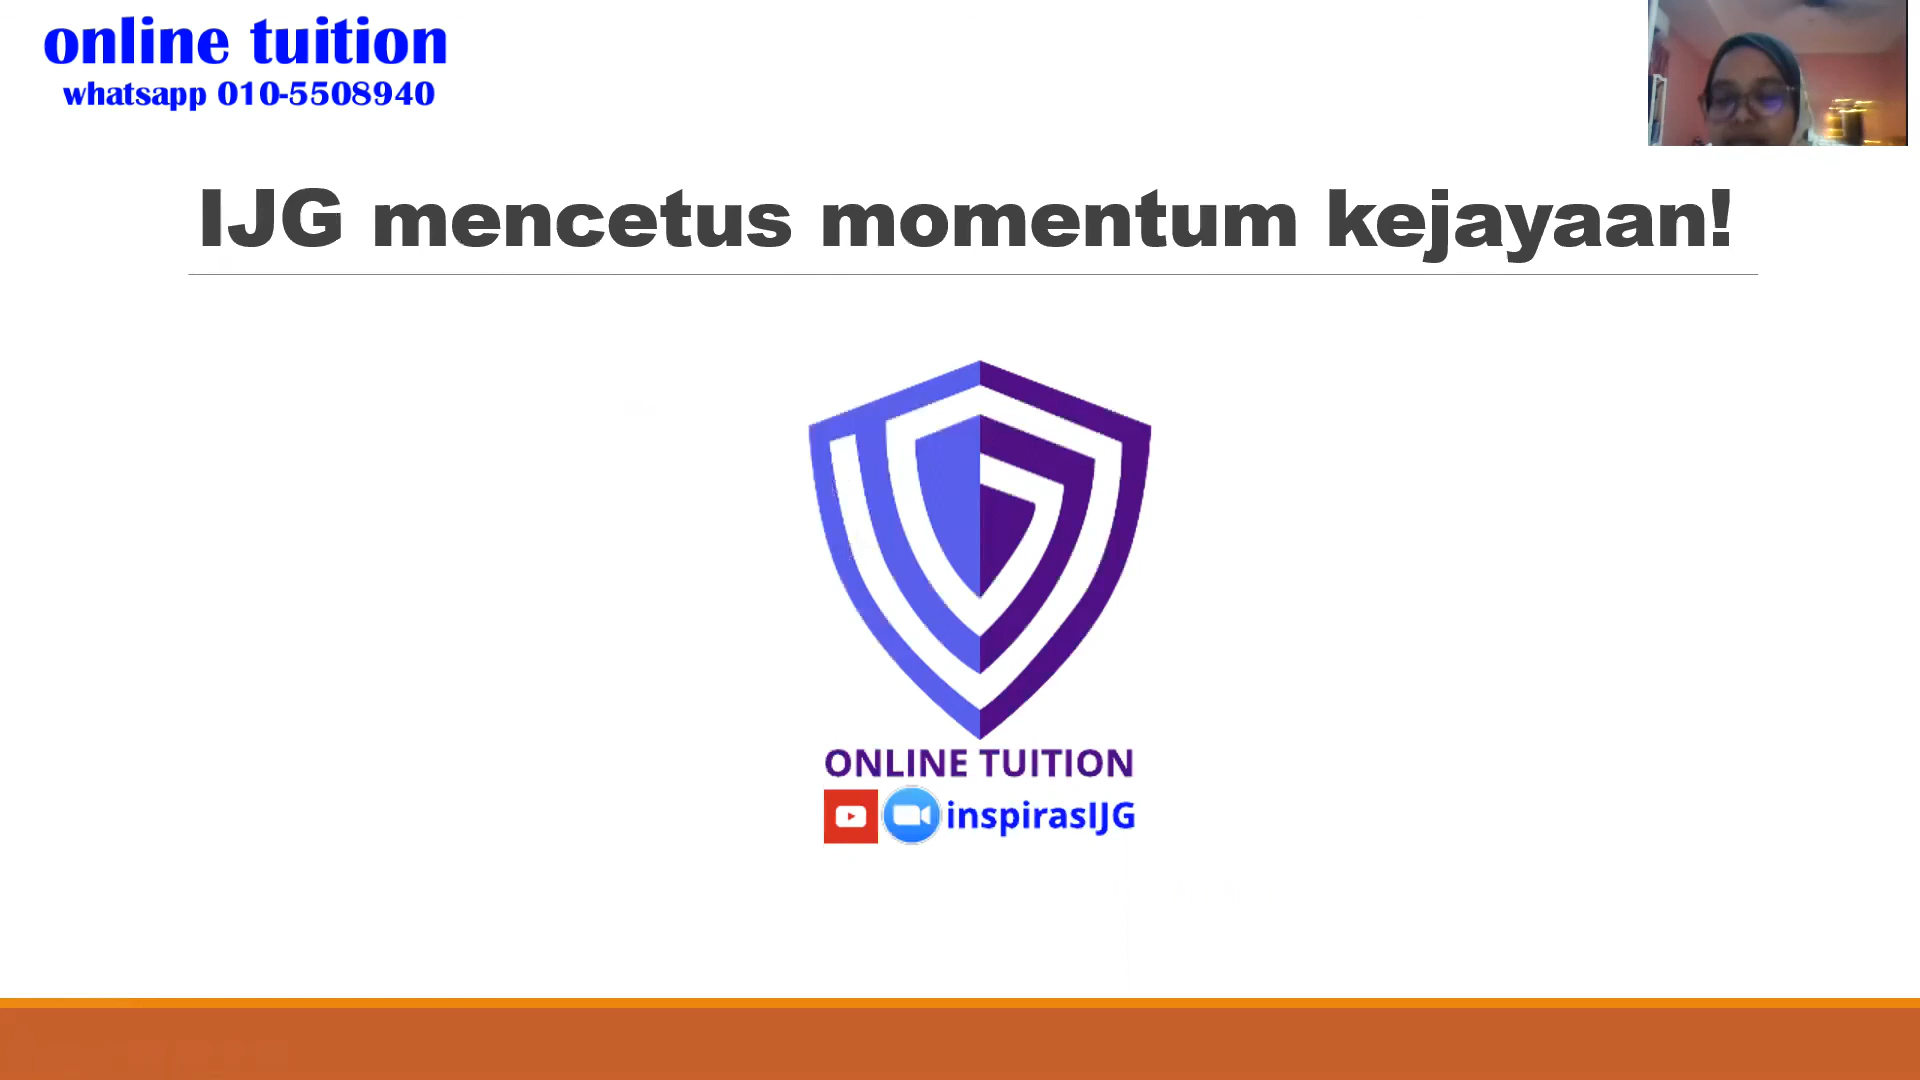 online tuition
whatsapp 010-5508940
IJG mencetus momentum kejayaan!
ONLINE TUITION
inspirasIJG